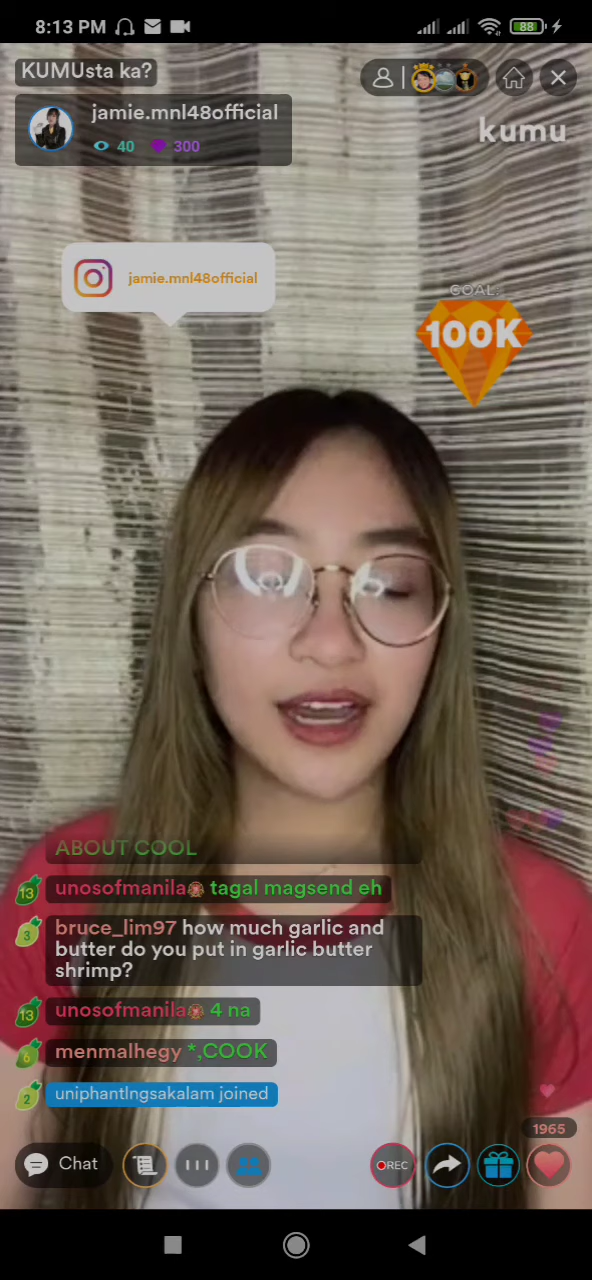 8:13 PM
88
KUMUsta ka?
jamie.mnl48official
40
300
kumu
jamie.mnl48official
GOAL:
100K
ABOUT COOL
13
unosofmanila tagal magsend eh
3
bruce_lim97 how much garlic and
butter do you put in garlic butter
shrimp?
13
unosofmanila 4 na
6
menmalhegy *,COOK
2
uniphantlngsakalam joined
1965
Chat
REC